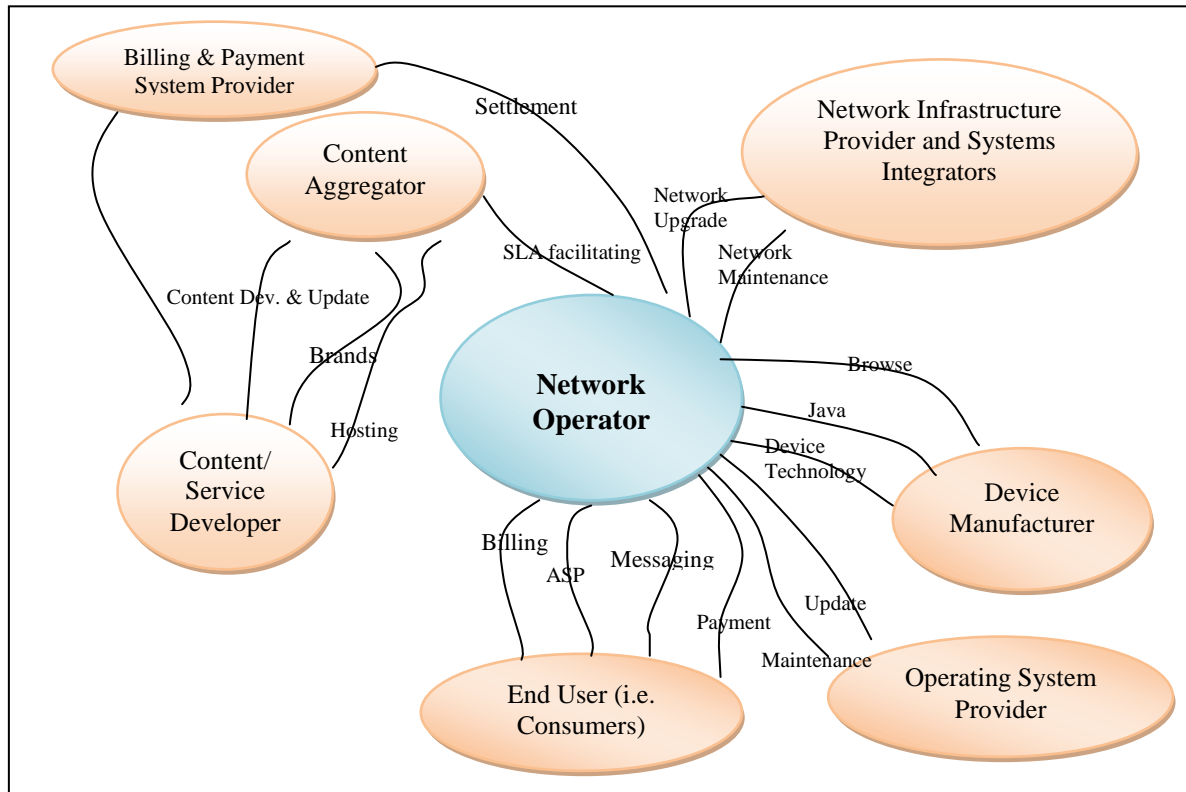 Billing & Payment
System Provider
Settlement
Network Infrastructure
Provider and Systems
Integrators
Content
Aggregator
Network
Upgrade
SLA facilitating
Network
Maintenance
Content Dev. & Update
Brands
Hosting
Network
Operator
Browse
Java
Device
Technology
Content/
Service
Developer
Device
Manufacturer
Billing
ASP
Messaging
Payment
Update
Maintenance
End User (i.e.
Consumers)
Operating System
Provider